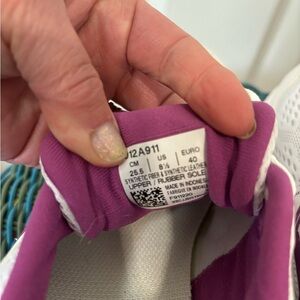 012A911
CM | US | EURO
25.5 | 8½ | 40
SYNTHETIC FIBER & SYNTHETIC LEATHER
UPPER / RUBBER SOLE
MADE IN INDONESIA